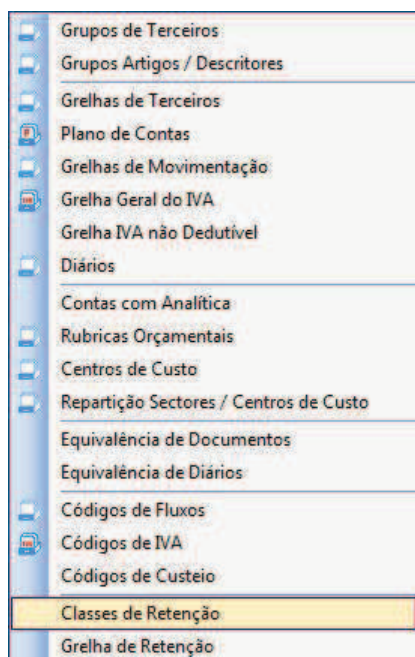 Grupos de Terceiros
Grupos Artigos / Descritores
Grelhas de Terceiros
Plano de Contas
Grelhas de Movimentação
Grelha Geral do IVA
Grelha IVA não Dedutível
Diários
Contas com Analítica
Rubricas Orçamentais
Centros de Custo
Repartição Sectores / Centros de Custo
Equivalência de Documentos
Equivalência de Diários
Códigos de Fluxos
Códigos de IVA
Códigos de Custeio
Classes de Retenção
Grelha de Retenção